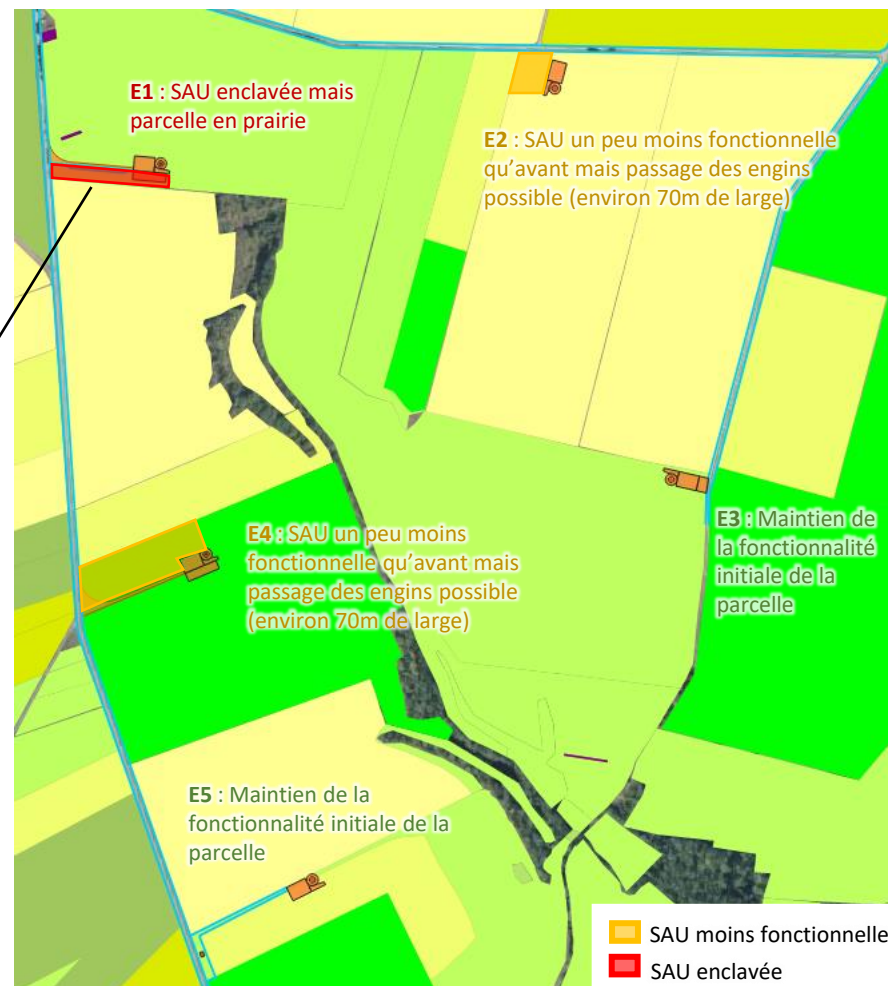 E1 : SAU enclavée mais
parcelle en prairie
E2 : SAU un peu moins fonctionnelle
qu'avant mais passage des engins
possible (environ 70m de large)
E3 : Maintien de
la fonctionnalité
initiale de la
parcelle
E4 : SAU un peu moins
fonctionnelle qu'avant mais
passage des engins possible
(environ 70m de large)
E5 : Maintien de la
fonctionnalité initiale de la
parcelle
SAU moins fonctionnelle
SAU enclavée